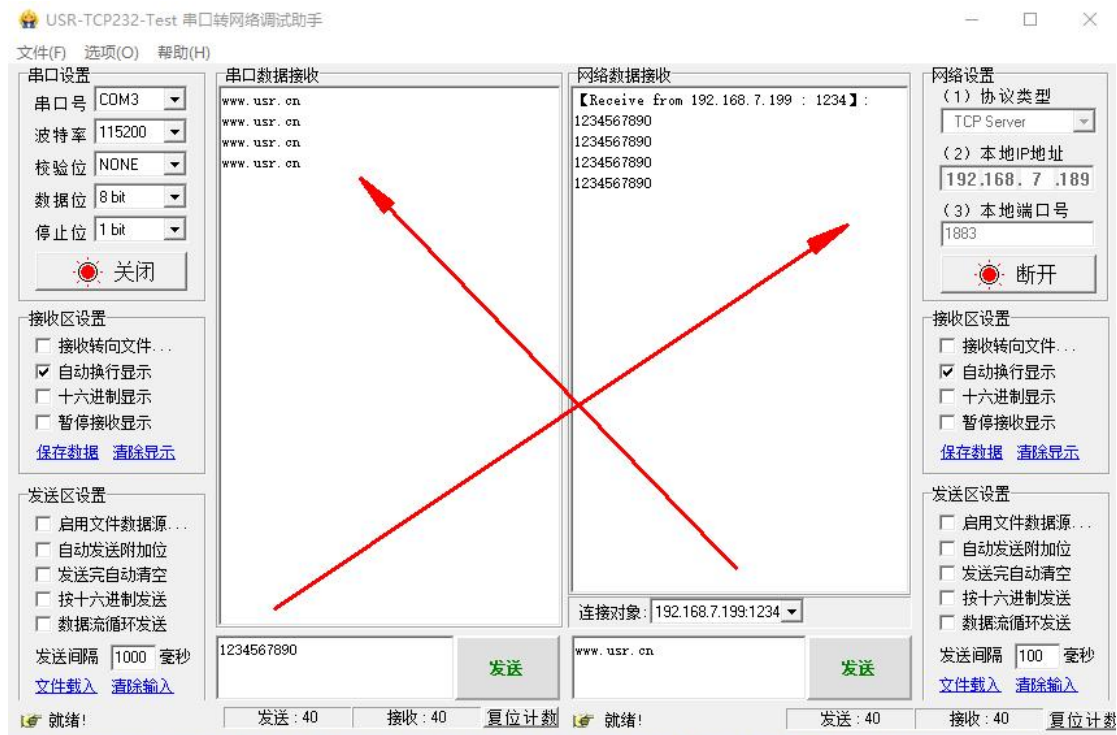 USR-TCP232-Test 串口转网络调试助手
文件(F) 选项(O) 帮助(H)
串口设置
串口号 COM3
波特率 115200
校验位 NONE
数据位 8 bit
停止位 1 bit
关闭
接收区设置
接收转向文件...
自动换行显示
十六进制显示
暂停接收显示
保存数据 清除显示
发送区设置
启用文件数据源...
自动发送附加位
发送完自动清空
按十六进制发送
数据流循环发送
发送间隔 1000 毫秒
文件载入 清除输入
就绪!
串口数据接收
www.usr.cn
www.usr.cn
www.usr.cn
www.usr.cn
1234567890
发送
发送:40 接收:40 复位计数
网络数据接收
【Receive from 192.168.7.199 : 1234】:
1234567890
1234567890
1234567890
1234567890
连接对象: 192.168.7.199:1234
www.usr.cn
发送
就绪! 发送:40 接收:40 复位计数
网络设置
(1) 协议类型
TCP Server
(2) 本地IP地址
192.168. 7 .189
(3) 本地端口号
1883
断开
接收区设置
接收转向文件...
自动换行显示
十六进制显示
暂停接收显示
保存数据 清除显示
发送区设置
启用文件数据源...
自动发送附加位
发送完自动清空
按十六进制发送
数据流循环发送
发送间隔 100 毫秒
文件载入 清除输入